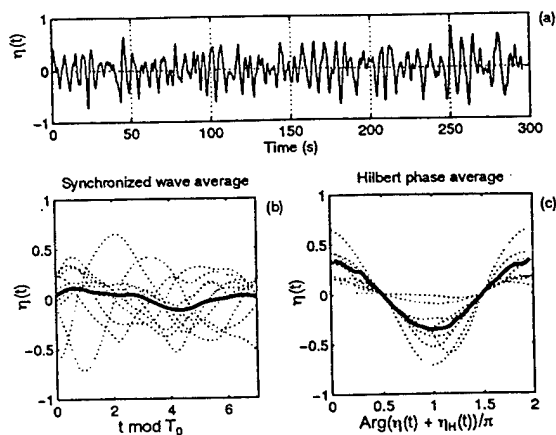 (a)
1
0
-1
η(t)
0 50 100 150 200 250 300
Time (s)
Synchronized wave average
(b)
1
0.5
0
-0.5
-1
η(t)
0 2 4 6
t mod T₀
Hilbert phase average
(c)
1
0.5
0
-0.5
-1
η(t)
0 0.5 1 1.5 2
Arg(η(t) + η_H(t))/π